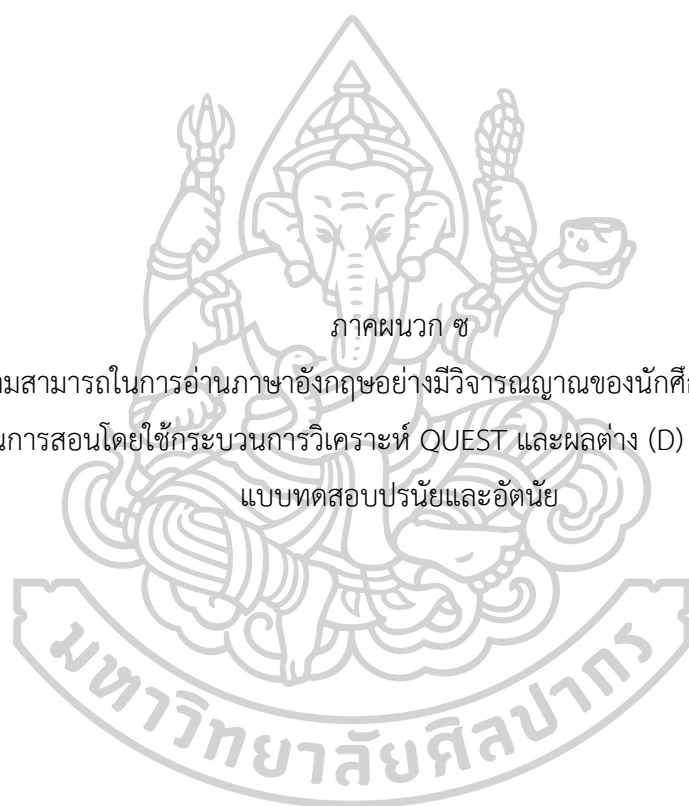 ภาคผนวก ซ
ามสามารถในการอ่านภาษาอังกฤษอย่างมีวิจารณญาณของนักศึก
นการสอนโดยใช้กระบวนการวิเคราะห์ QUEST และผลต่าง (D)
แบบทดสอบปรนัยและอัตนัย
มหาวิทยาลัยศิลปากร